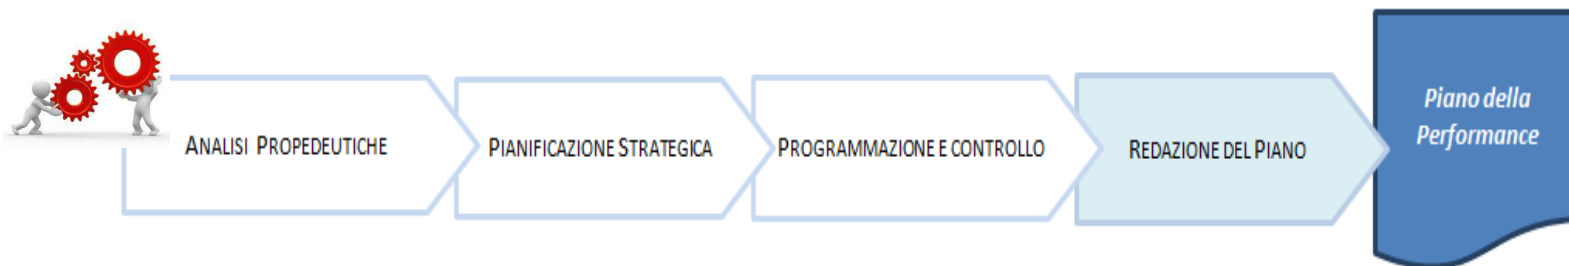 ANALISI PROPEDEUTICHE
PIANIFICAZIONE STRATEGICA
PROGRAMMAZIONE E CONTROLLO
REDAZIONE DEL PIANO
Piano della
Performance